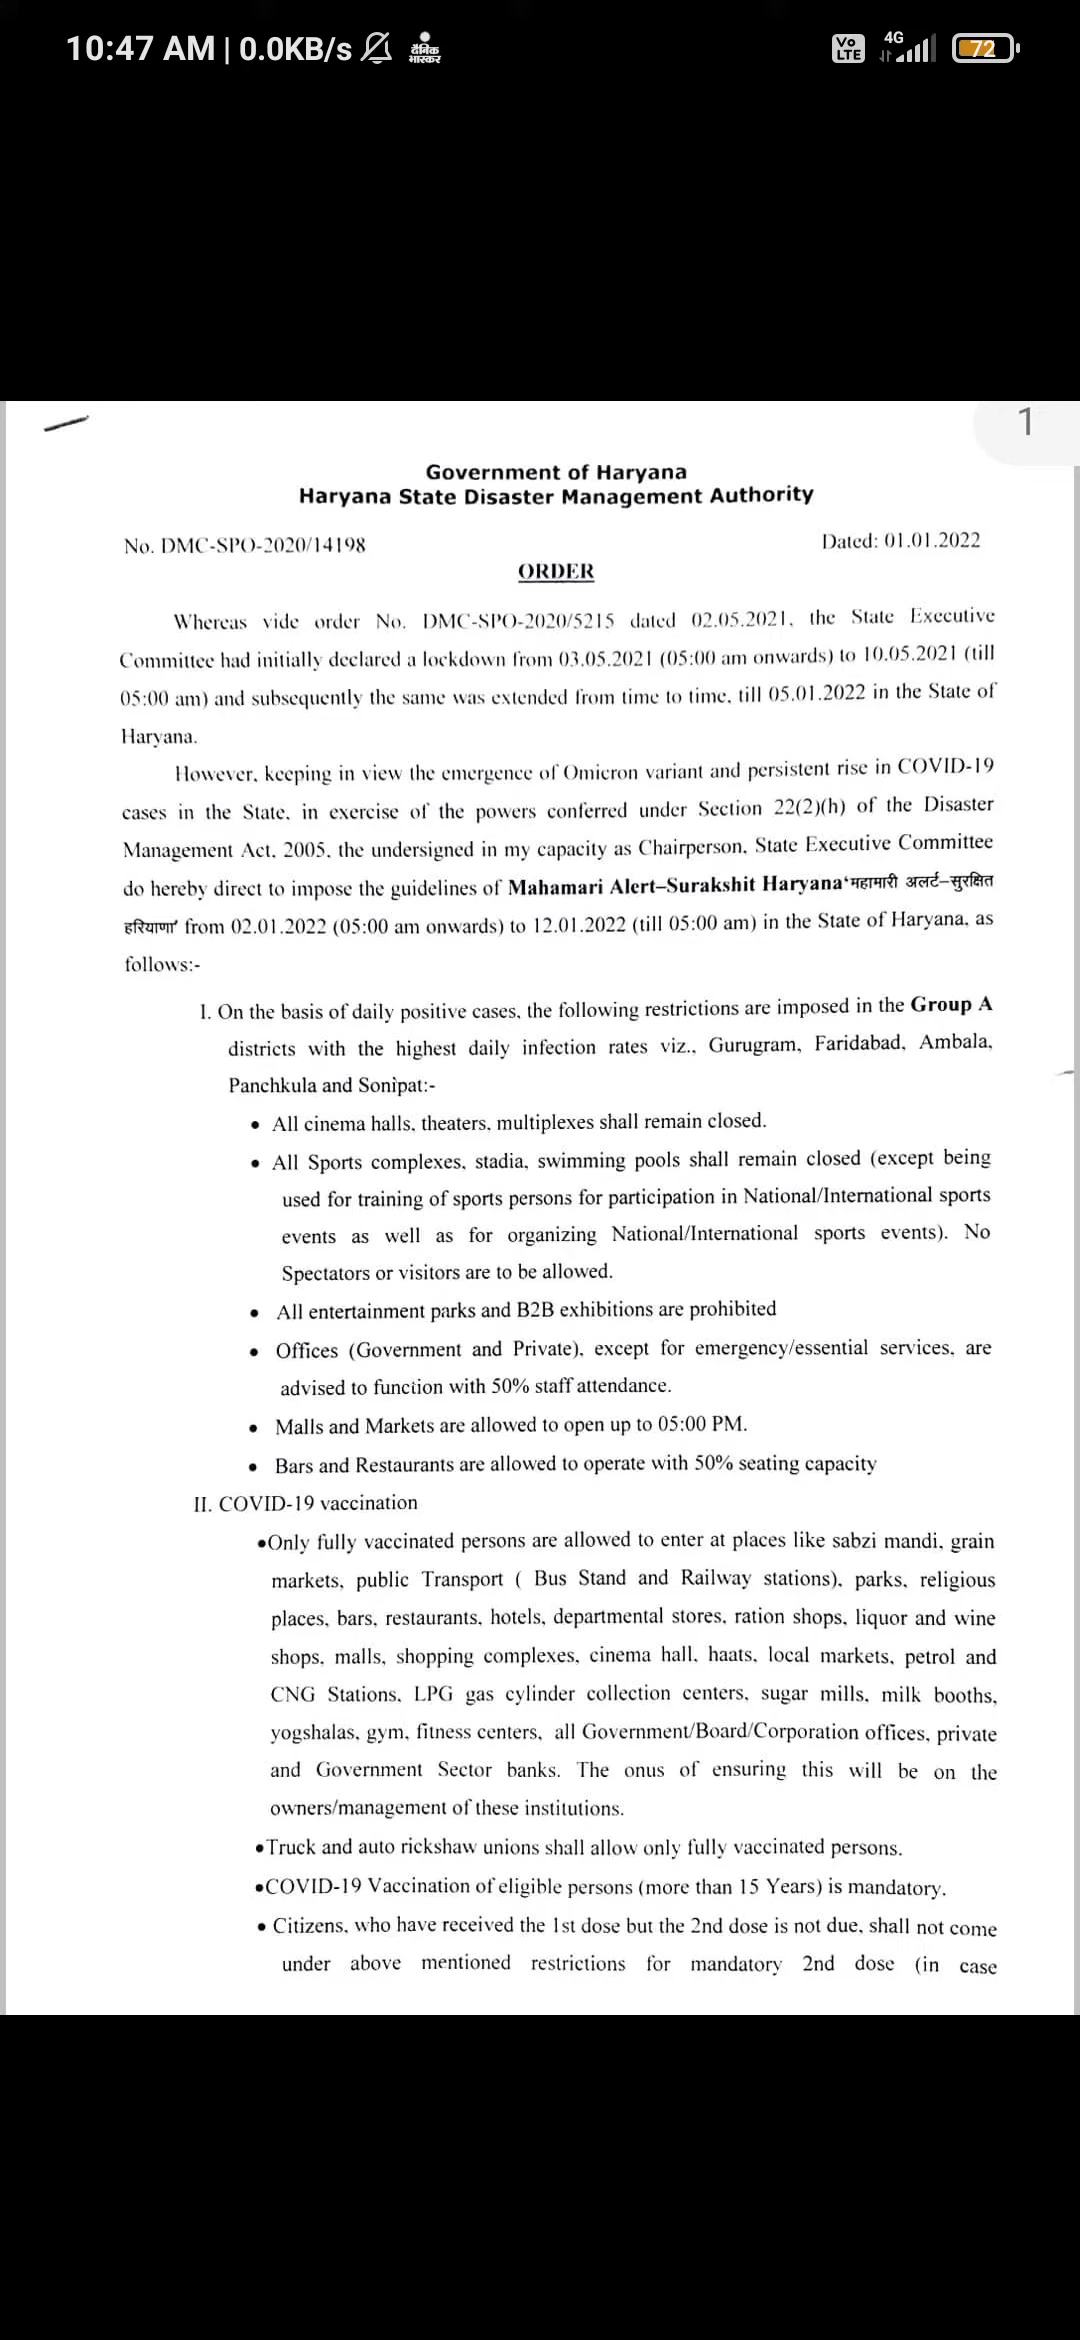 10:47 AM | 0.0KB/s दैनिक भास्कर Vo LTE 4G 72
1
Government of Haryana
Haryana State Disaster Management Authority
No. DMC-SPO-2020/14198 Dated: 01.01.2022
ORDER
Whereas vide order No. DMC-SPO-2020/5215 dated 02.05.2021, the State Executive
Committee had initially declared a lockdown from 03.05.2021 (05:00 am onwards) to 10.05.2021 (till
05:00 am) and subsequently the same was extended from time to time, till 05.01.2022 in the State of
Haryana.
However, keeping in view the emergence of Omicron variant and persistent rise in COVID-19
cases in the State, in exercise of the powers conferred under Section 22(2)(h) of the Disaster
Management Act, 2005, the undersigned in my capacity as Chairperson, State Executive Committee
do hereby direct to impose the guidelines of Mahamari Alert–Surakshit Haryana‘महामारी अलर्ट–सुरक्षित
हरियाणा’ from 02.01.2022 (05:00 am onwards) to 12.01.2022 (till 05:00 am) in the State of Haryana, as
follows:-
I. On the basis of daily positive cases, the following restrictions are imposed in the Group A
districts with the highest daily infection rates viz., Gurugram, Faridabad, Ambala,
Panchkula and Sonipat:-
• All cinema halls, theaters, multiplexes shall remain closed.
• All Sports complexes, stadia, swimming pools shall remain closed (except being
used for training of sports persons for participation in National/International sports
events as well as for organizing National/International sports events). No
Spectators or visitors are to be allowed.
• All entertainment parks and B2B exhibitions are prohibited
• Offices (Government and Private), except for emergency/essential services, are
advised to function with 50% staff attendance.
• Malls and Markets are allowed to open up to 05:00 PM.
• Bars and Restaurants are allowed to operate with 50% seating capacity
II. COVID-19 vaccination
•Only fully vaccinated persons are allowed to enter at places like sabzi mandi, grain
markets, public Transport ( Bus Stand and Railway stations), parks, religious
places, bars, restaurants, hotels, departmental stores, ration shops, liquor and wine
shops, malls, shopping complexes, cinema hall, haats, local markets, petrol and
CNG Stations, LPG gas cylinder collection centers, sugar mills, milk booths,
yogshalas, gym, fitness centers, all Government/Board/Corporation offices, private
and Government Sector banks. The onus of ensuring this will be on the
owners/management of these institutions.
•Truck and auto rickshaw unions shall allow only fully vaccinated persons.
•COVID-19 Vaccination of eligible persons (more than 15 Years) is mandatory.
• Citizens, who have received the 1st dose but the 2nd dose is not due, shall not come
under above mentioned restrictions for mandatory 2nd dose (in case